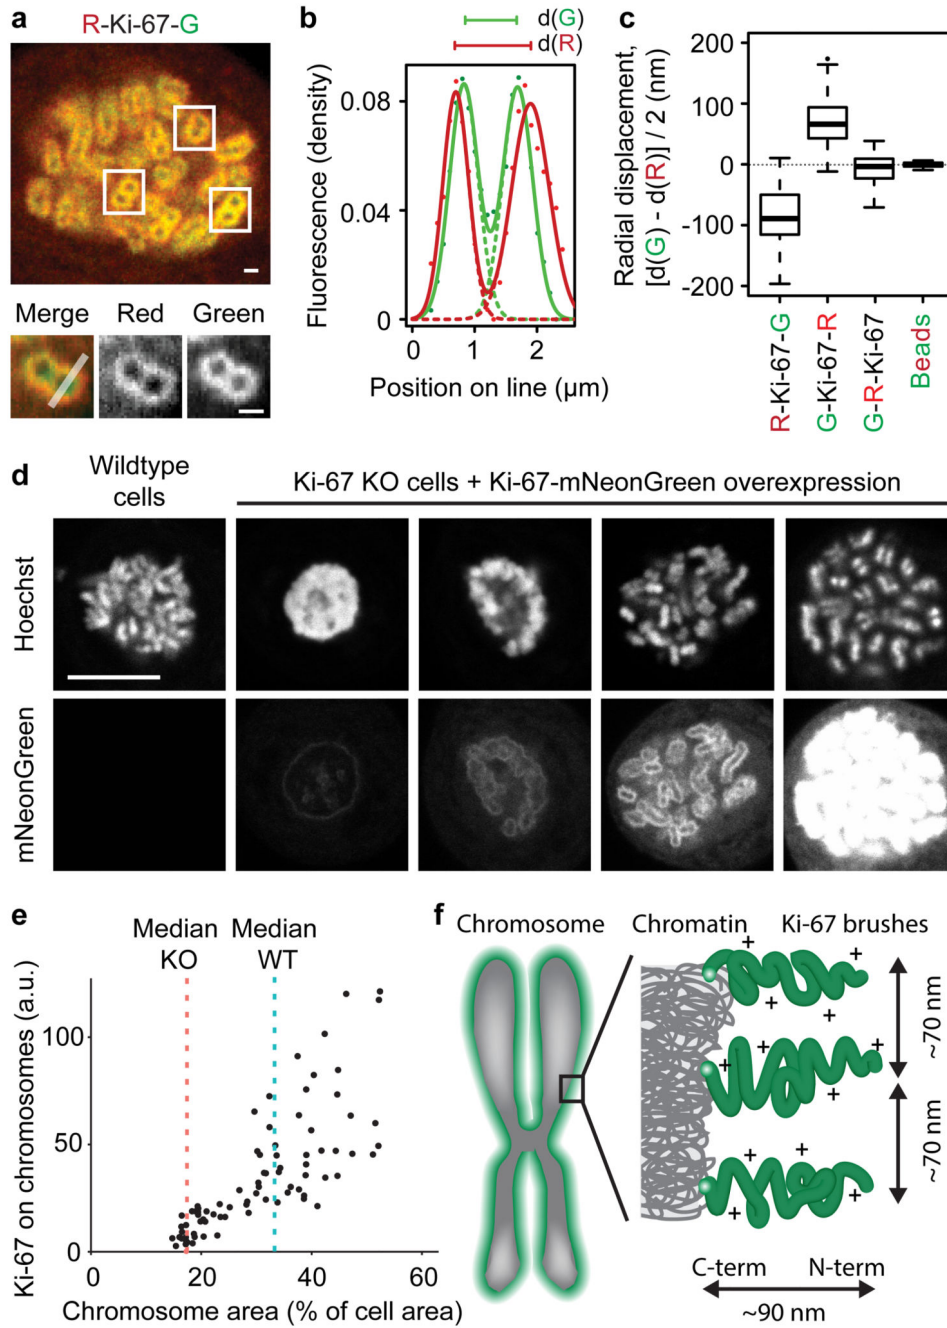 a
R-Ki-67-G
Merge
Red
Green
b
d(G)
d(R)
Fluorescence (density)
0.08
0.04
0
0
1
2
Position on line (µm)
c
Radial displacement,
[d(G) - d(R)] / 2 (nm)
200
100
0
-100
-200
R-Ki-67-G
G-Ki-67-R
G-R-Ki-67
Beads
d
Wildtype
cells
Ki-67 KO cells + Ki-67-mNeonGreen overexpression
Hoechst
mNeonGreen
e
Median
KO
Median
WT
Ki-67 on chromosomes (a.u.)
100
50
0
0
20
40
60
Chromosome area (% of cell area)
f
Chromosome
Chromatin
Ki-67 brushes
+
+
+
+
+
+
+
+
+
+
+
+
~70 nm
~70 nm
C-term
N-term
~90 nm